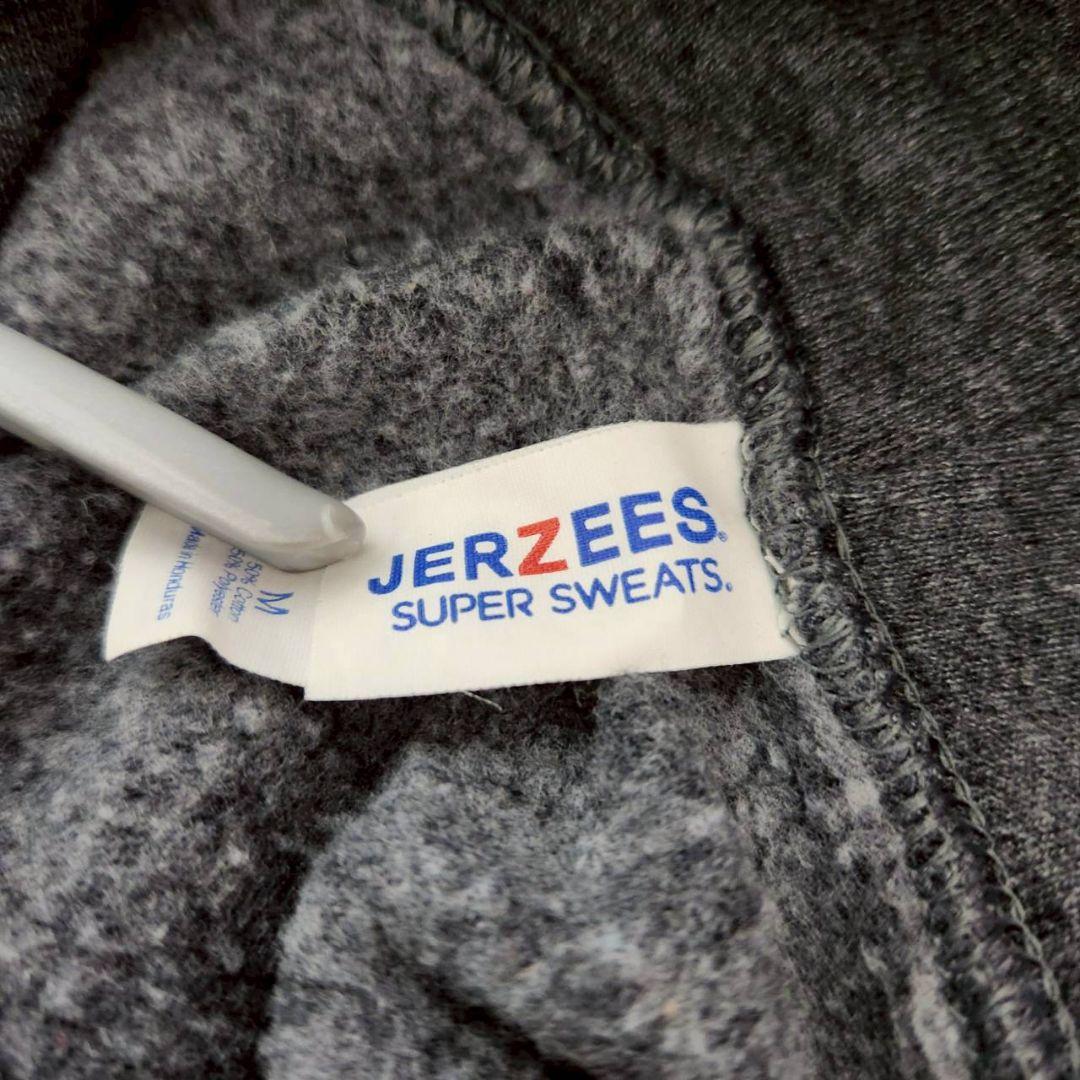 JERZEES®
SUPER SWEATS®
M
50% Cotton
50% Polyester
Made in Honduras